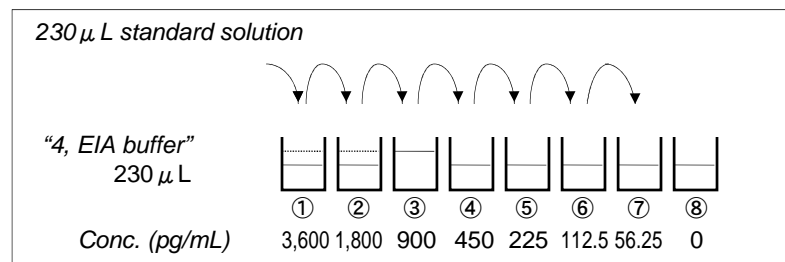 230 μ L standard solution
“4, EIA buffer”
230 μ L
① ② ③ ④ ⑤ ⑥ ⑦ ⑧
Conc. (pg/mL) 3,600 1,800 900 450 225 112.5 56.25 0